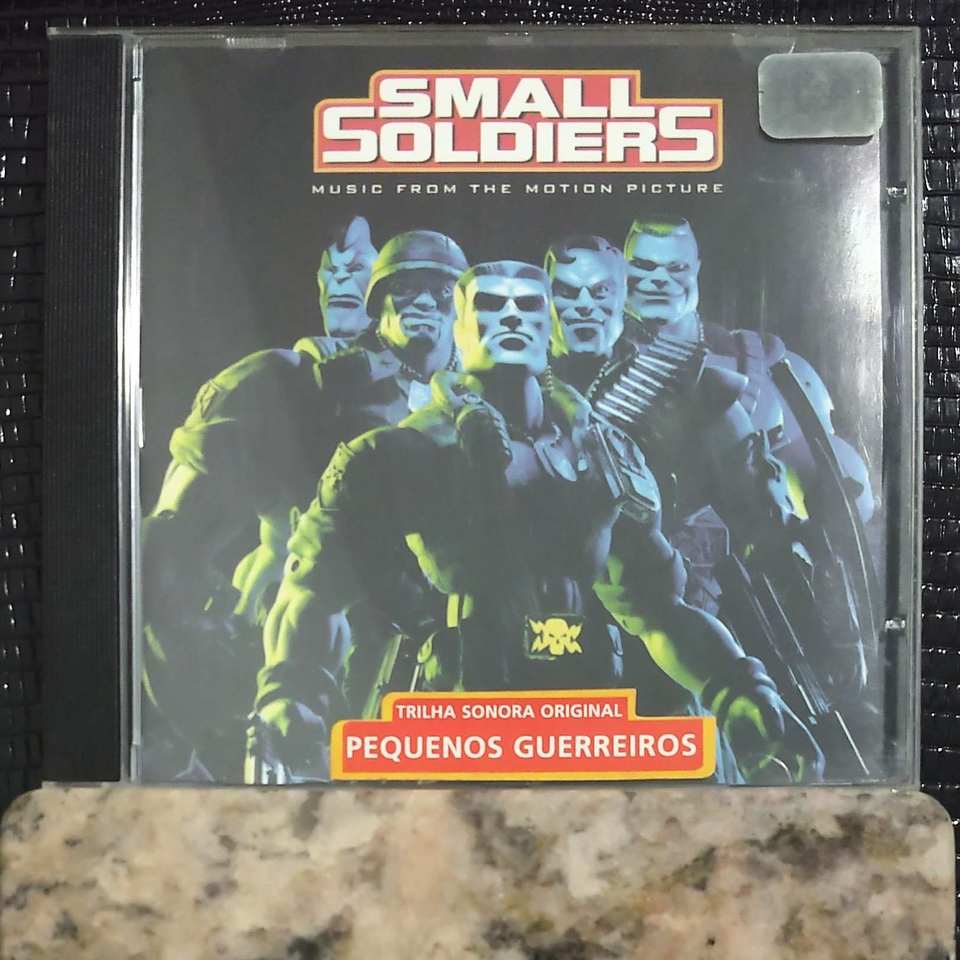 SMALL
SOLDIERS
MUSIC FROM THE MOTION PICTURE
TRILHA SONORA ORIGINAL
PEQUENOS GUERREIROS